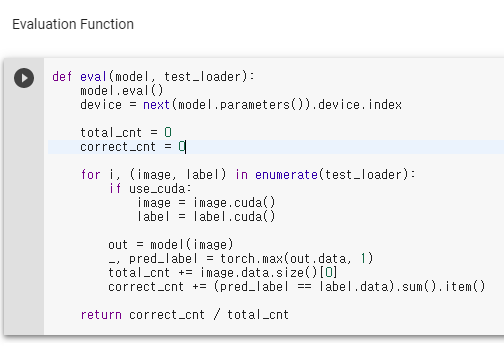 Evaluation Function
def eval(model, test_loader):
    model.eval()
    device = next(model.parameters()).device.index

    total_cnt = 0
    correct_cnt = 0

    for i, (image, label) in enumerate(test_loader):
        if use_cuda:
            image = image.cuda()
            label = label.cuda()

        out = model(image)
        _, pred_label = torch.max(out.data, 1)
        total_cnt += image.data.size()[0]
        correct_cnt += (pred_label == label.data).sum().item()

    return correct_cnt / total_cnt